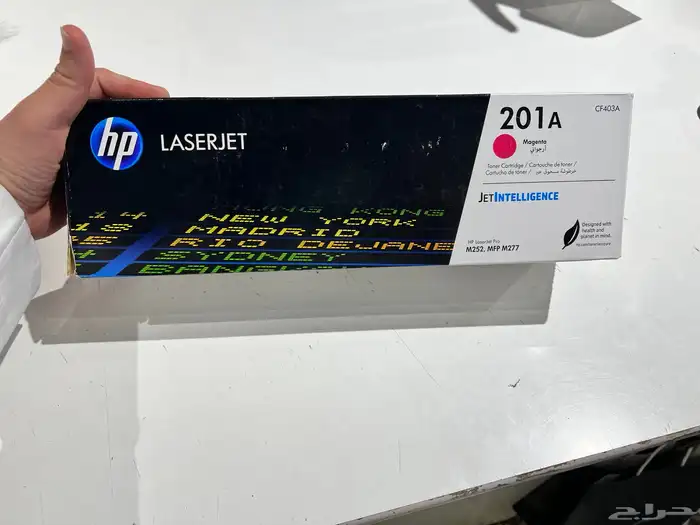 hp
LASERJET
HONG KONG
NEW YORK
MADRID
RIO DE JANE
SYDNEY
201A
CF403A
Magenta
أرجواني
Toner Cartridge / Cartouche de toner /
Cartucho de tóner / خرطوشة مسحوق حبر
JETINTELLIGENCE
HP LaserJet Pro
M252, MFP M277
Designed with
health and
planet in mind.
حراج